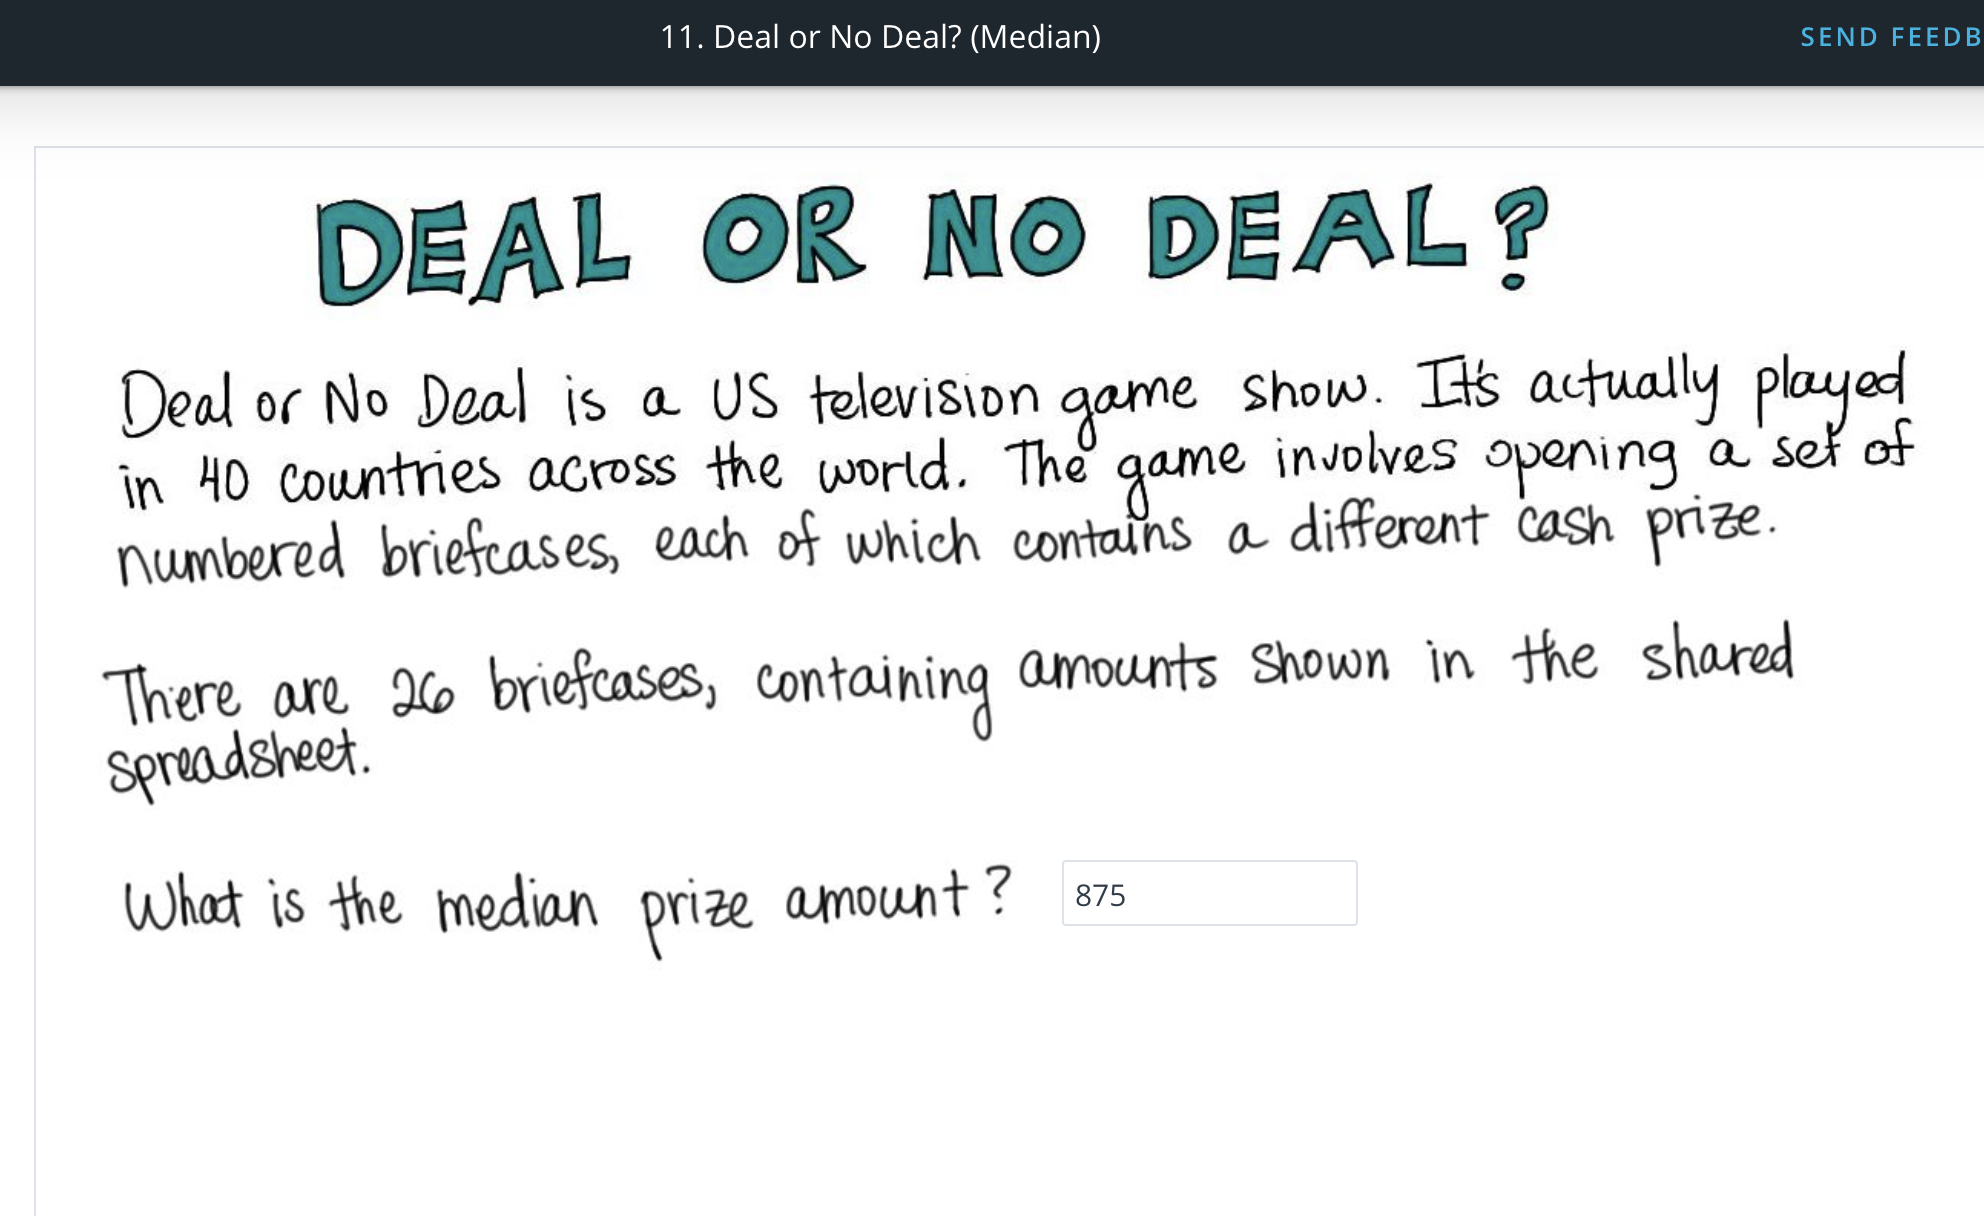 11. Deal or No Deal? (Median)
SEND FEEDB
DEAL OR NO DEAL?
Deal or No Deal is a US television game show. It's actually played
in 40 countries across the world. The game involves opening a set of
numbered briefcases, each of which contains a different cash prize.
There are 26 briefcases, containing amounts shown in the shared
spreadsheet.
What is the median prize amount? 875